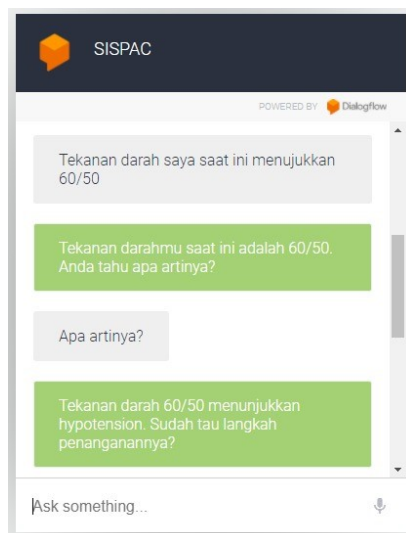 SISPAC
POWERED BY Dialogflow
Tekanan darah saya saat ini menujukkan
60/50
Tekanan darahmu saat ini adalah 60/50.
Anda tahu apa artinya?
Apa artinya?
Tekanan darah 60/50 menunjukkan
hypotension. Sudah tau langkah
penanganannya?
Ask something...